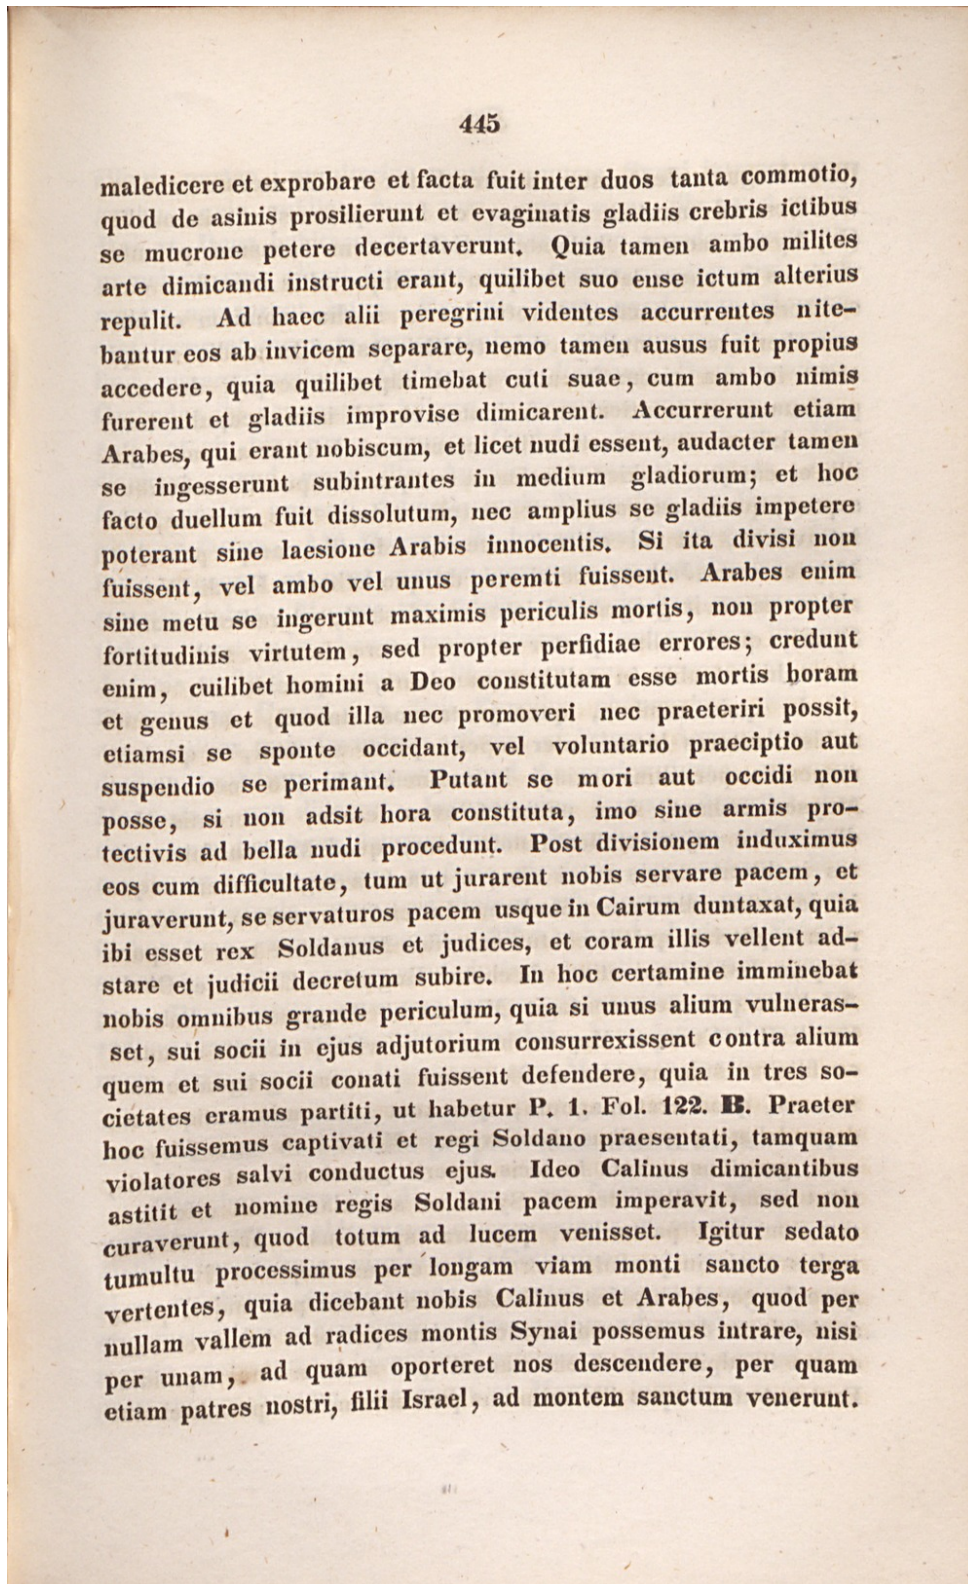 445
maledicere et exprobare et facta fuit inter duos tanta commotio,
quod de asinis prosilierunt et evaginatis gladiis crebris ictibus
se mucrone petere decertaverunt. Quia tamen ambo milites
arte dimicandi instructi erant, quilibet suo ense ictum alterius
repulit. Ad haec alii peregrini videntes accurrentes nite-
bantur eos ab invicem separare, nemo tamen ausus fuit propius
accedere, quia quilibet timebat cuti suae, cum ambo nimis
furerent et gladiis improvise dimicarent. Accurrerunt etiam
Arabes, qui erant nobiscum, et licet nudi essent, audacter tamen
se ingesserunt subintrantes in medium gladiorum; et hoc
facto duellum fuit dissolutum, nec amplius se gladiis impetere
poterant sine laesione Arabis innocentis. Si ita divisi non
fuissent, vel ambo vel unus peremti fuissent. Arabes enim
sine metu se ingerunt maximis periculis mortis, non propter
fortitudinis virtutem, sed propter perfidiae errores; credunt
enim, cuilibet homini a Deo constitutam esse mortis horam
et genus et quod illa nec promoveri nec praeteriri possit,
etiamsi se sponte occidant, vel voluntario praeciptio aut
suspendio se perimant. Putant se mori aut occidi non
posse, si non adsit hora constituta, imo sine armis pro-
tectivis ad bella nudi procedunt. Post divisionem induximus
eos cum difficultate, tum ut jurarent nobis servare pacem, et
juraverunt, se servaturos pacem usque in Cairum duntaxat, quia
ibi esset rex Soldanus et judices, et coram illis vellent ad-
stare et judicii decretum subire. In hoc certamine imminebat
nobis omnibus grande periculum, quia si unus alium vulneras-
set, sui socii in ejus adjutorium consurrexissent contra alium
quem et sui socii conati fuissent defendere, quia in tres so-
cietates eramus partiti, ut habetur P. 1. Fol. 122. B. Praeter
hoc fuissemus captivati et regi Soldano praesentati, tamquam
violatores salvi conductus ejus. Ideo Calinus dimicantibus
astitit et nomine regis Soldani pacem imperavit, sed non
curaverunt, quod totum ad lucem venisset. Igitur sedato
tumultu processimus per longam viam monti sancto terga
vertentes, quia dicebant nobis Calinus et Arabes, quod per
nullam vallem ad radices montis Synai possemus intrare, nisi
per unam, ad quam oporteret nos descendere, per quam
etiam patres nostri, filii Israel, ad montem sanctum venerunt.